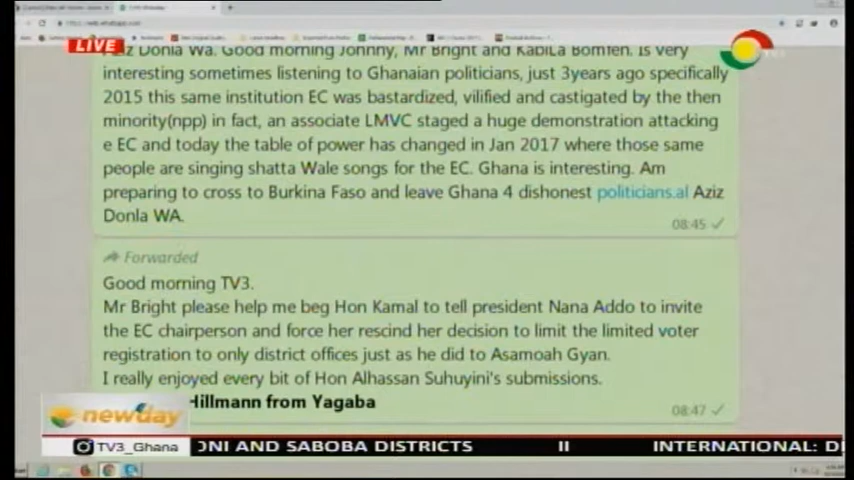 LIVE
Aziz Donla Wa. Good morning Johnny, Mr Bright and Kabila Bomfeh. Is very
interesting sometimes listening to Ghanaian politicians, just 3years ago specifically
2015 this same institution EC was bastardized, vilified and castigated by the then
minority(npp) in fact, an associate LMVC staged a huge demonstration attacking
e EC and today the table of power has changed in Jan 2017 where those same
people are singing shatta Wale songs for the EC. Ghana is interesting. Am
preparing to cross to Burkina Faso and leave Ghana 4 dishonest politicians.al Aziz
Donla WA.
08:45
Forwarded
Good morning TV3.
Mr Bright please help me beg Hon Kamal to tell president Nana Addo to invite
the EC chairperson and force her rescind her decision to limit the limited voter
registration to only district offices just as he did to Asamoah Gyan.
I really enjoyed every bit of Hon Alhassan Suhuyini's submissions.
Hillmann from Yagaba
08:47
newday
TV3_Ghana
ONI AND SABOBA DISTRICTS
INTERNATIONAL: D